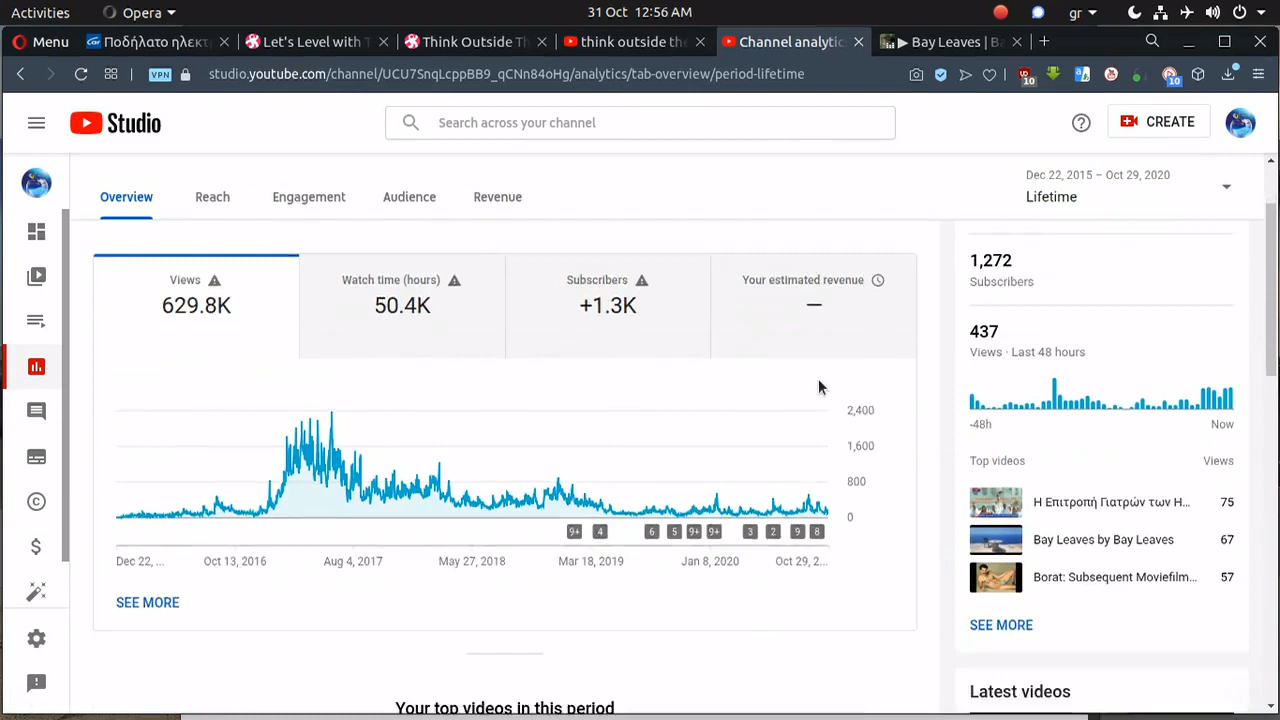 Activities Opera 31 Oct 12:56 AM gr
Menu Ποδήλατο ηλεκτ Let's Level with T Think Outside Th think outside the Channel analytic ▶ Bay Leaves | Ba
VPN studio.youtube.com/channel/UCU7SnqLcppBB9_qCNn84oHg/analytics/tab-overview/period-lifetime 10 10
Studio Search across your channel CREATE
Overview Reach Engagement Audience Revenue
Dec 22, 2015 – Oct 29, 2020
Lifetime
Views Watch time (hours) Subscribers Your estimated revenue
629.8K 50.4K +1.3K —
2,400
1,600
800
0
9+ 4 6 5 9+ 9+ 3 2 9 8
Dec 22, ... Oct 13, 2016 Aug 4, 2017 May 27, 2018 Mar 18, 2019 Jan 8, 2020 Oct 29, 2...
SEE MORE
Your top videos in this period
1,272
Subscribers
437
Views · Last 48 hours
-48h Now
Top videos Views
Η Επιτροπή Γιατρών των Η... 75
Bay Leaves by Bay Leaves 67
Borat: Subsequent Moviefilm... 57
SEE MORE
Latest videos